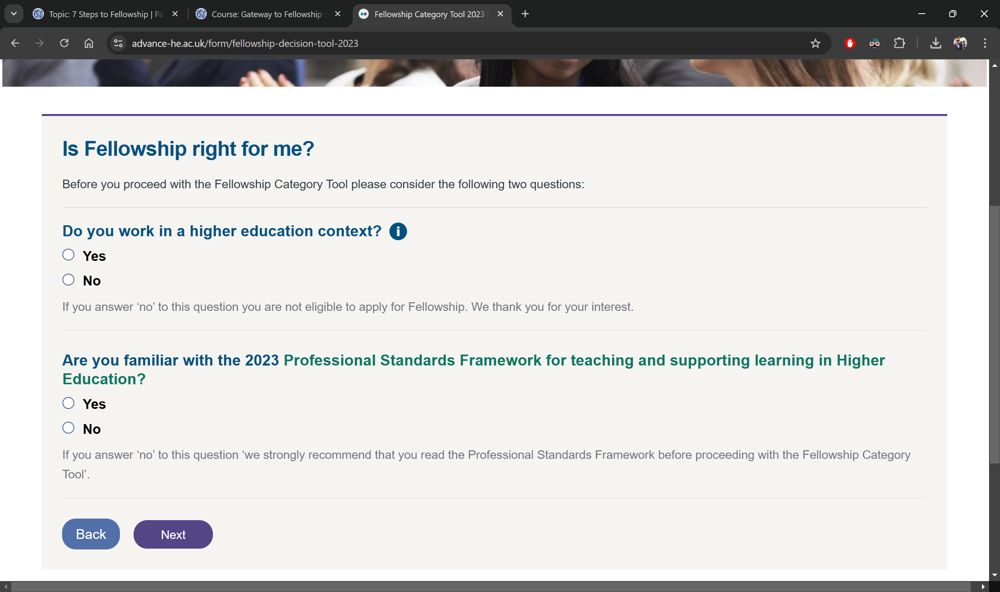 Topic: 7 Steps to Fellowship | Pa
Course: Gateway to Fellowship
Fellowship Category Tool 2023 |
advance-he.ac.uk/form/fellowship-decision-tool-2023
Is Fellowship right for me?
Before you proceed with the Fellowship Category Tool please consider the following two questions:
Do you work in a higher education context? i
Yes
No
If you answer ‘no’ to this question you are not eligible to apply for Fellowship. We thank you for your interest.
Are you familiar with the 2023 Professional Standards Framework for teaching and supporting learning in Higher
Education?
Yes
No
If you answer ‘no’ to this question ‘we strongly recommend that you read the Professional Standards Framework before proceeding with the Fellowship Category
Tool’.
Back Next